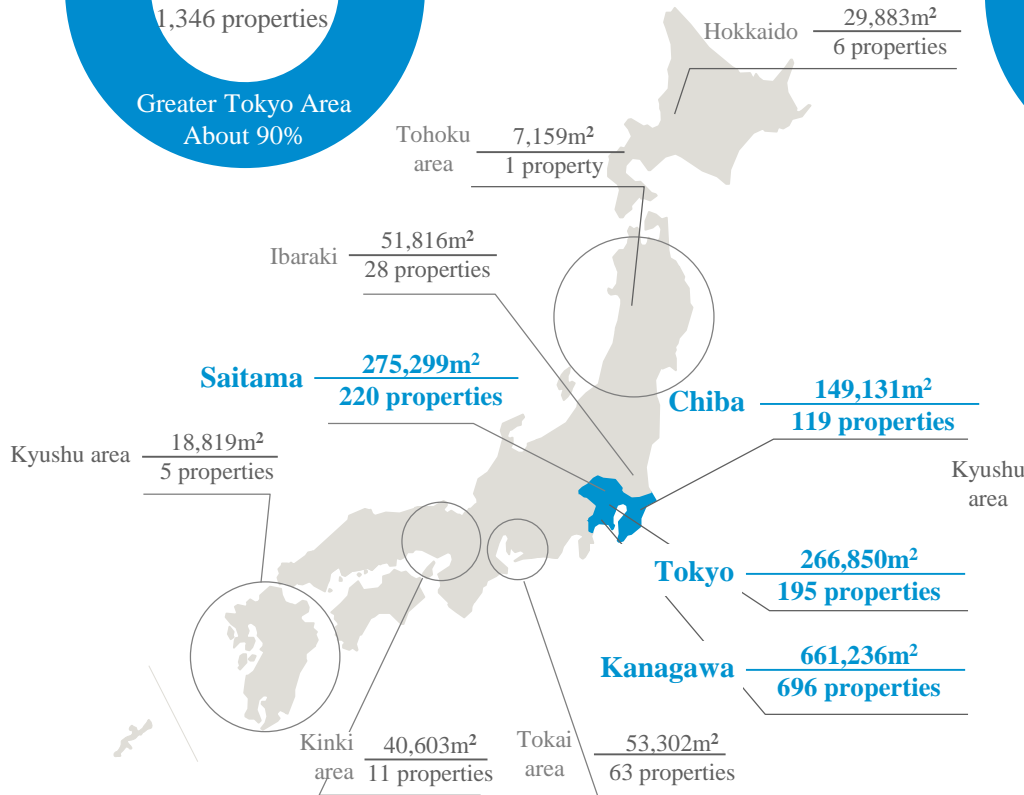 1,346 properties
Greater Tokyo Area
About 90%
Hokkaido
29,883m²
6 properties
Tohoku
area
7,159m²
1 property
Ibaraki
51,816m²
28 properties
Saitama
275,299m²
220 properties
Chiba
149,131m²
119 properties
Kyushu area
18,819m²
5 properties
Kyushu
area
Tokyo
266,850m²
195 properties
Kanagawa
661,236m²
696 properties
Kinki
area
40,603m²
11 properties
Tokai
area
53,302m²
63 properties